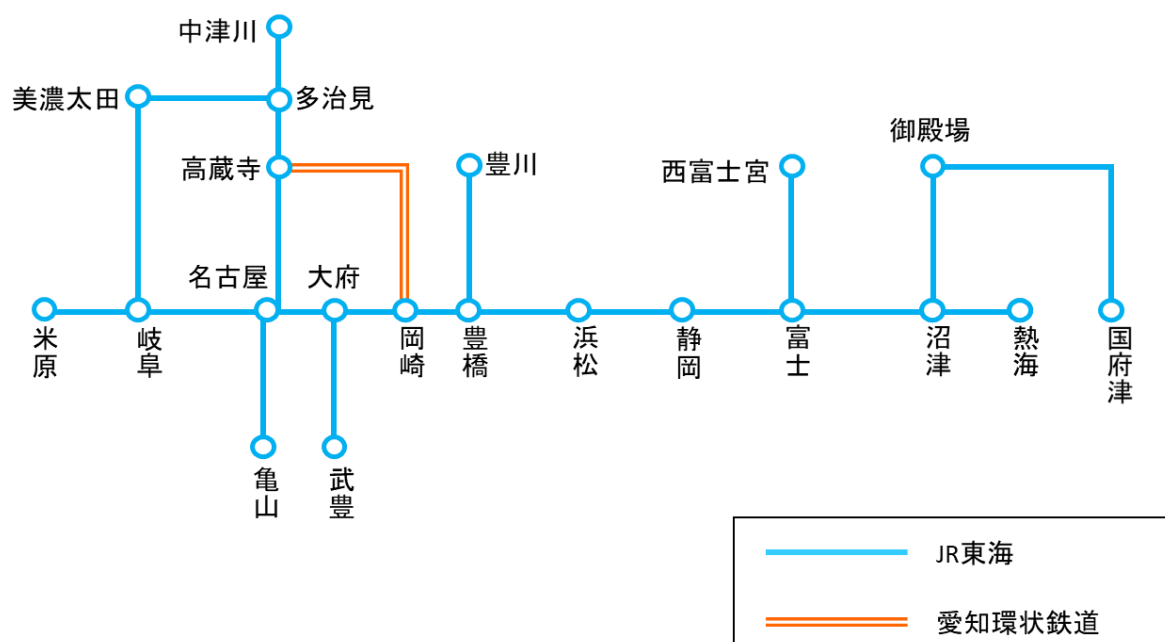 中津川
美濃太田
多治見
御殿場
高蔵寺
豊川
西富士宮
名古屋
大府
米原
岐阜
岡崎
豊橋
浜松
静岡
富士
沼津
熱海
国府津
亀山
武豊
JR東海
愛知環状鉄道